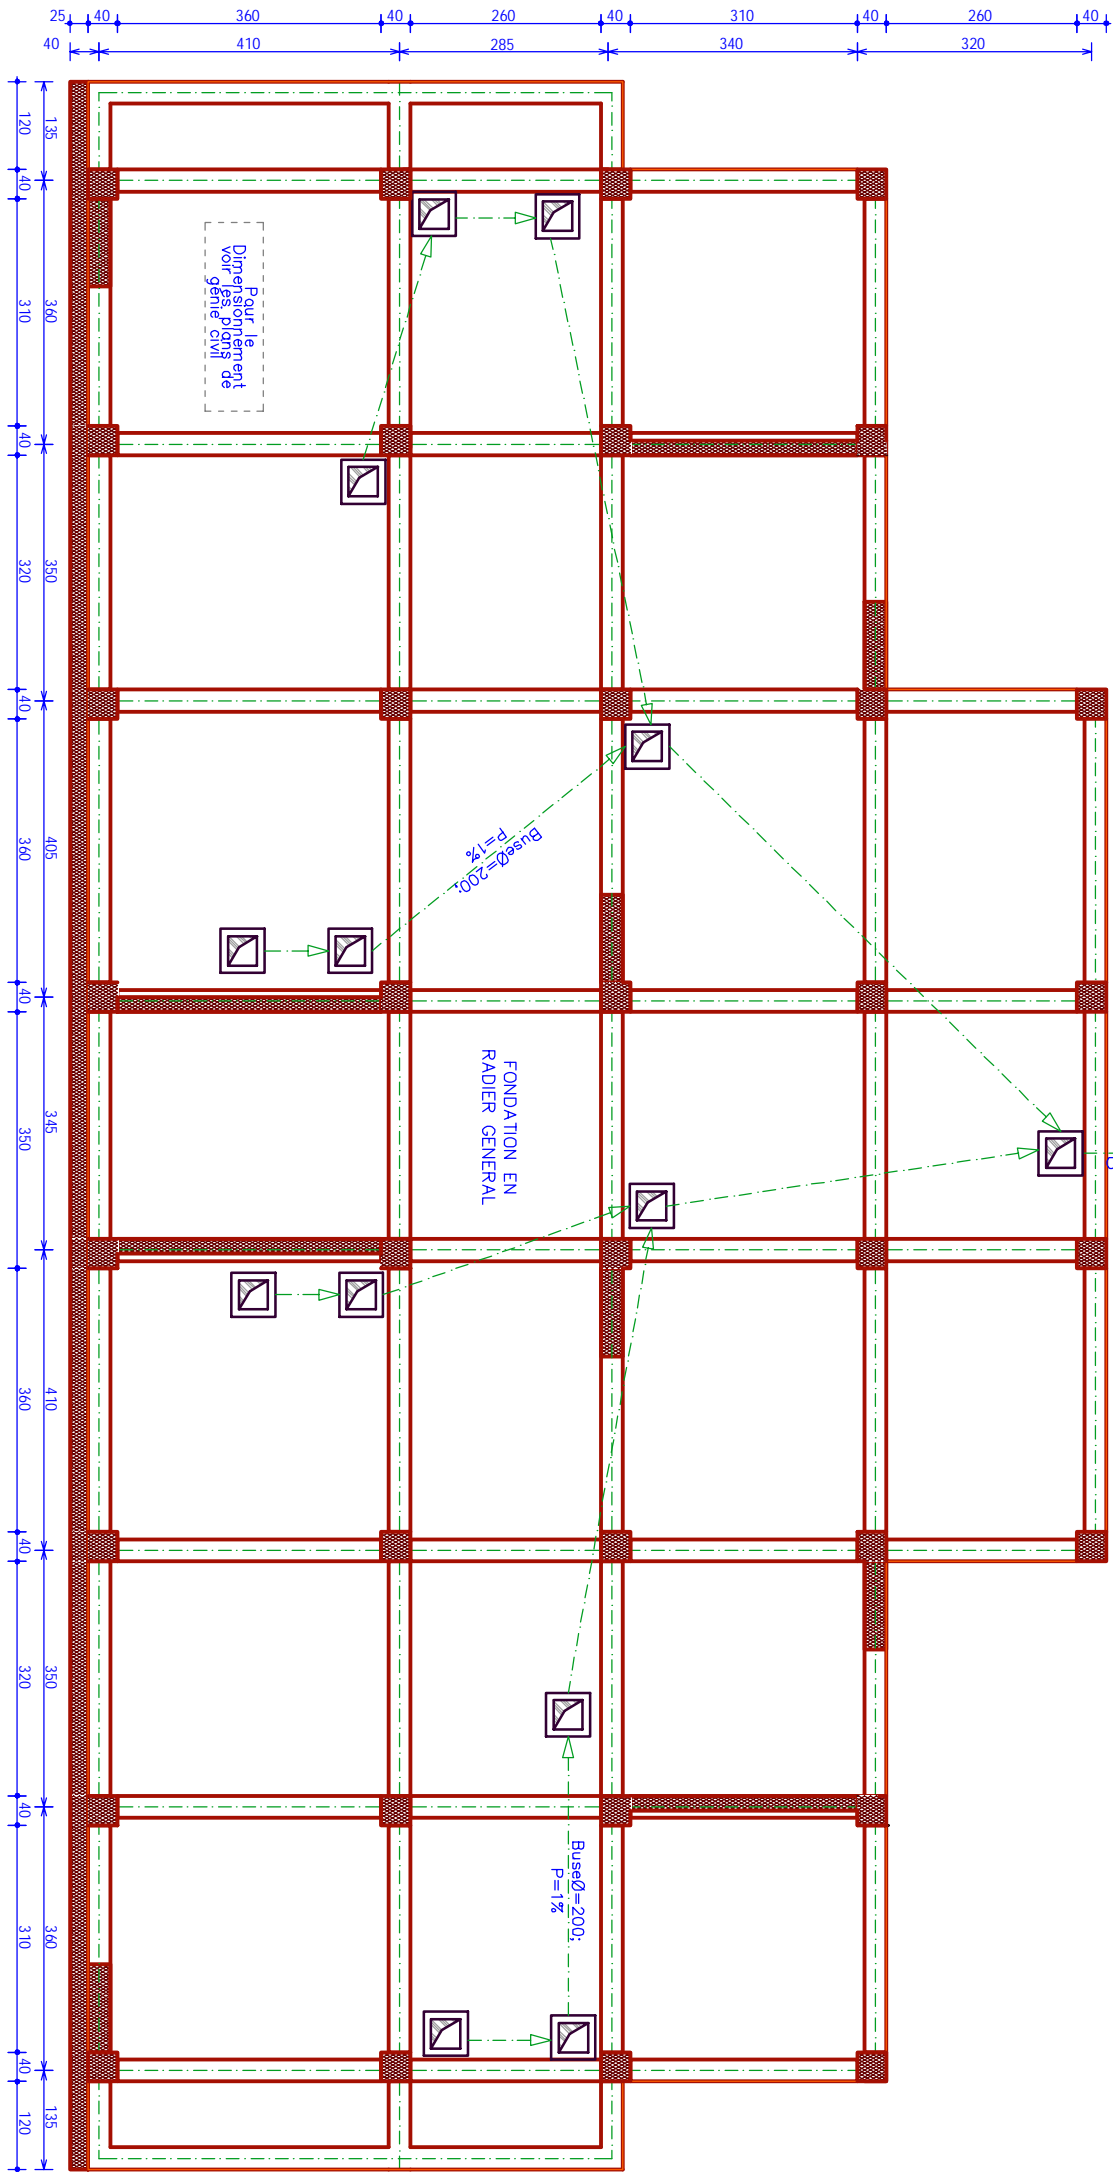 25 40 360 40 260 40 310 40 260 40
40 410 285 340 320
120 40 310 40 320 40 360 40 350 40 360 40 320 40 310 40 120
135 360 350 405 345 410 350 360 135
Pour le
Dimensionnement
voir les plans de
génie civil
BuseØ=200;
P=1%
FONDATION EN
RADIER GENERAL
BuseØ=200;
P=1%